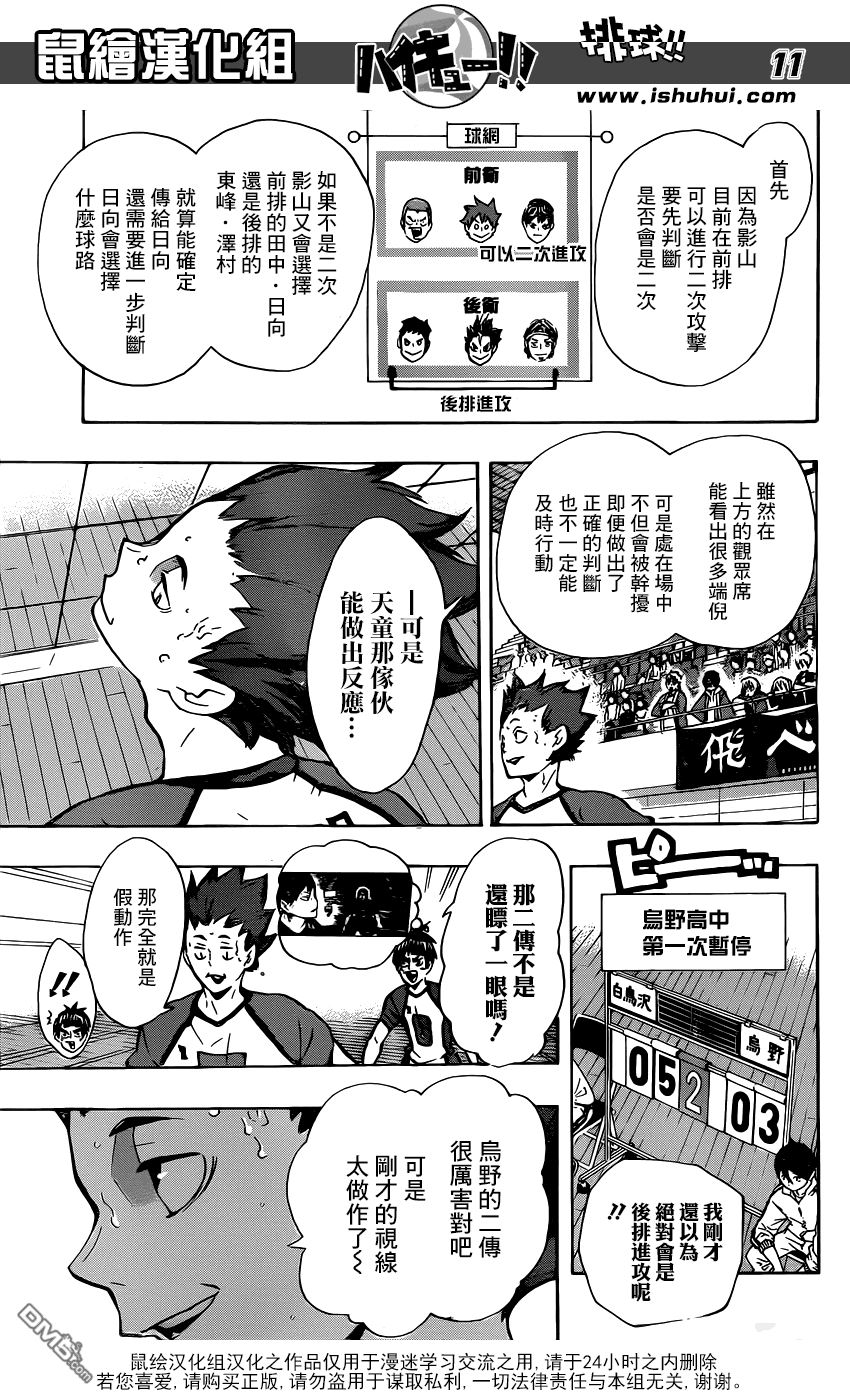 鼠繪漢化組
ハイキュー!!
排球!!
11
www.ishuhui.com
首先
因為影山
目前在前排
可以進行二次攻擊
要先判斷
是否會是二次
球網
前衛
可以二次進攻
後衛
後排進攻
如果不是二次
影山又會選擇
前排的田中・日向
還是後排的
東峰・澤村
就算能確定
傳給日向
還需要進一步判斷
日向會選擇
什麼球路
雖然在
上方的觀眾席
能看出很多端倪
可是處在場中
不但會被幹擾
即便做出了
正確的判斷
也不一定能
及時行動
飛べ
—可是
天童那傢伙
能做出反應…
ピーッ
烏野高中
第一次暫停
白鳥沢
烏野
05
2
03
我剛才
還以為
絕對會是
後排進攻呢
!!
那二傳不是
還瞟了一眼嗎!
那完全就是
假動作
!!
烏野的二傳
很厲害對吧
可是
剛才的視線
太做作了～
DM5.com
鼠绘汉化组汉化之作品仅用于漫迷学习交流之用, 请于24小时之内删除
若您喜爱, 请购买正版, 请勿用于谋取私利, 一切法律责任与本组无关, 谢谢。